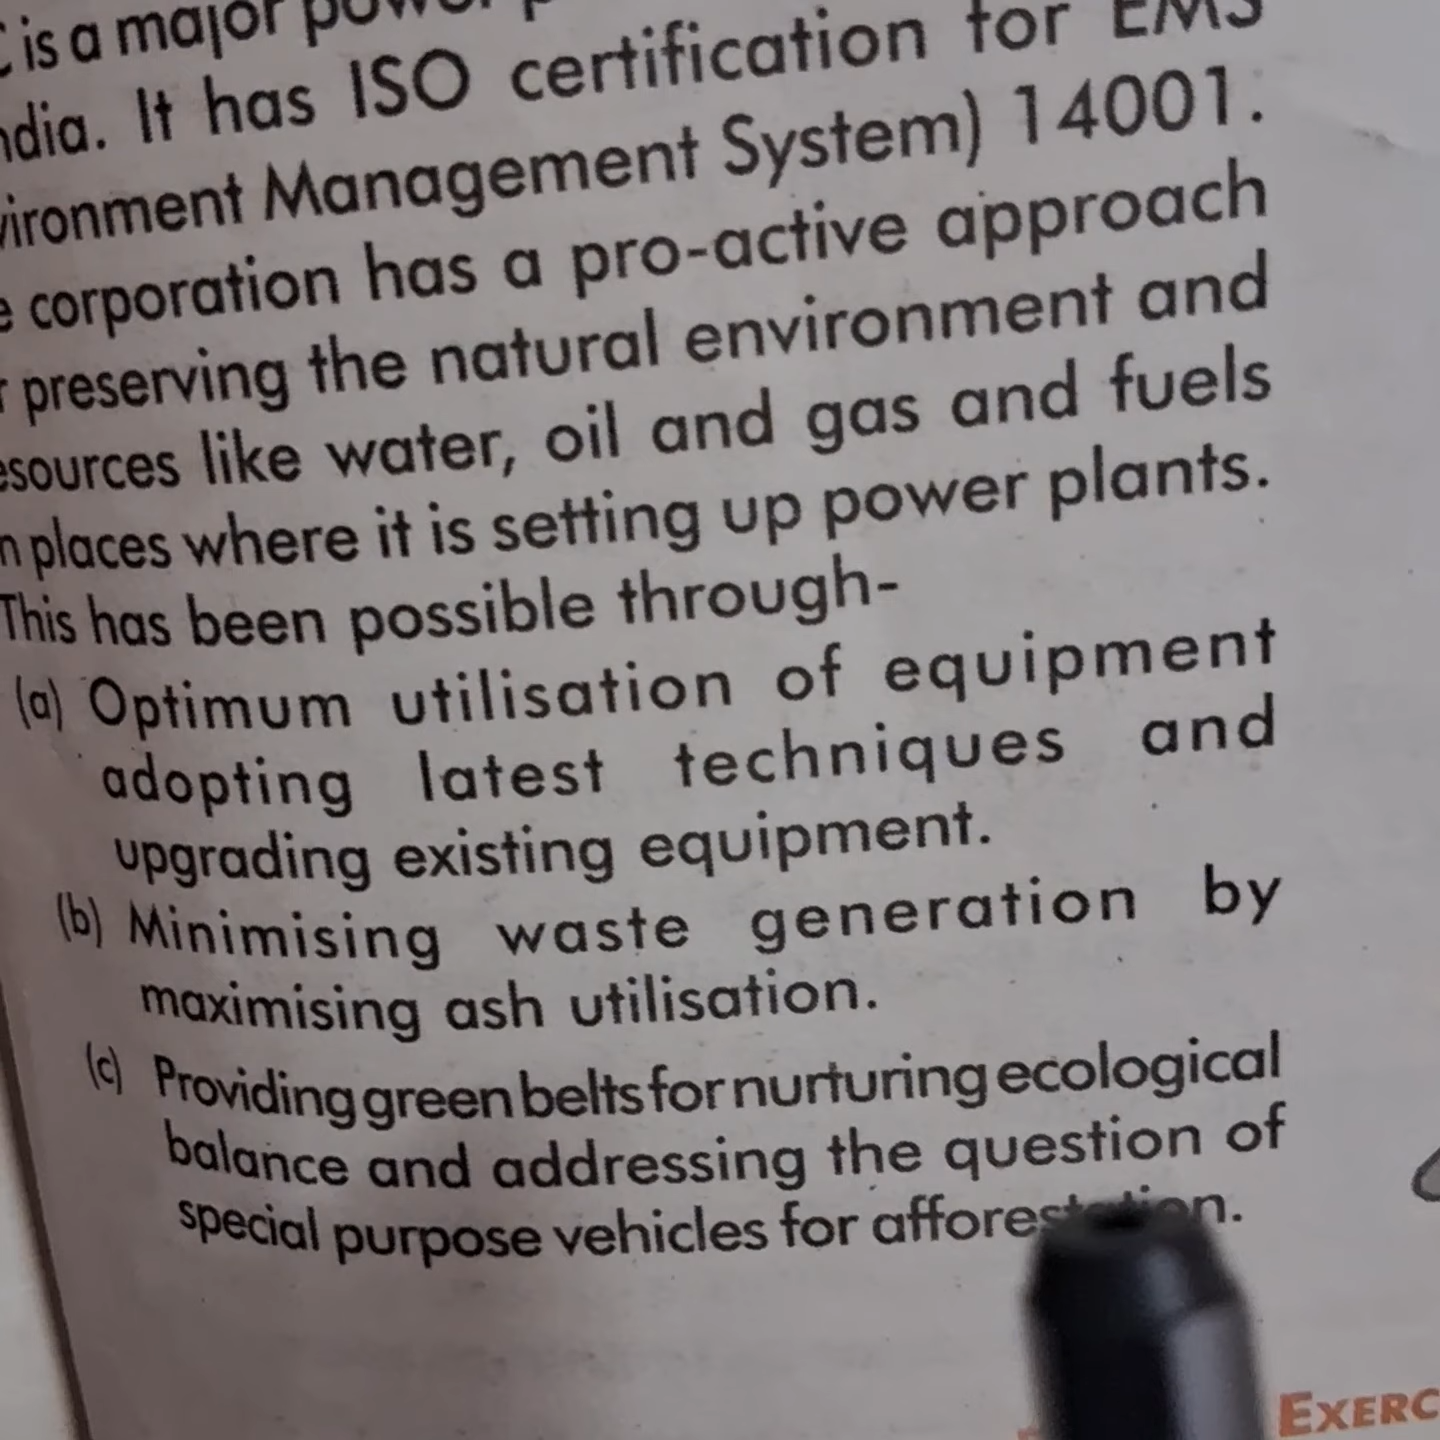 is a major power
India. It has ISO certification for EMS
Environment Management System) 14001.
corporation has a pro-active approach
preserving the natural environment and
resources like water, oil and gas and fuels
places where it is setting up power plants.
This has been possible through-
(a) Optimum utilisation of equipment
adopting latest techniques and
upgrading existing equipment.
(b) Minimising waste generation by
maximising ash utilisation.
(c) Providing green belts for nurturing ecological
balance and addressing the question of
special purpose vehicles for afforestation.
EXERC